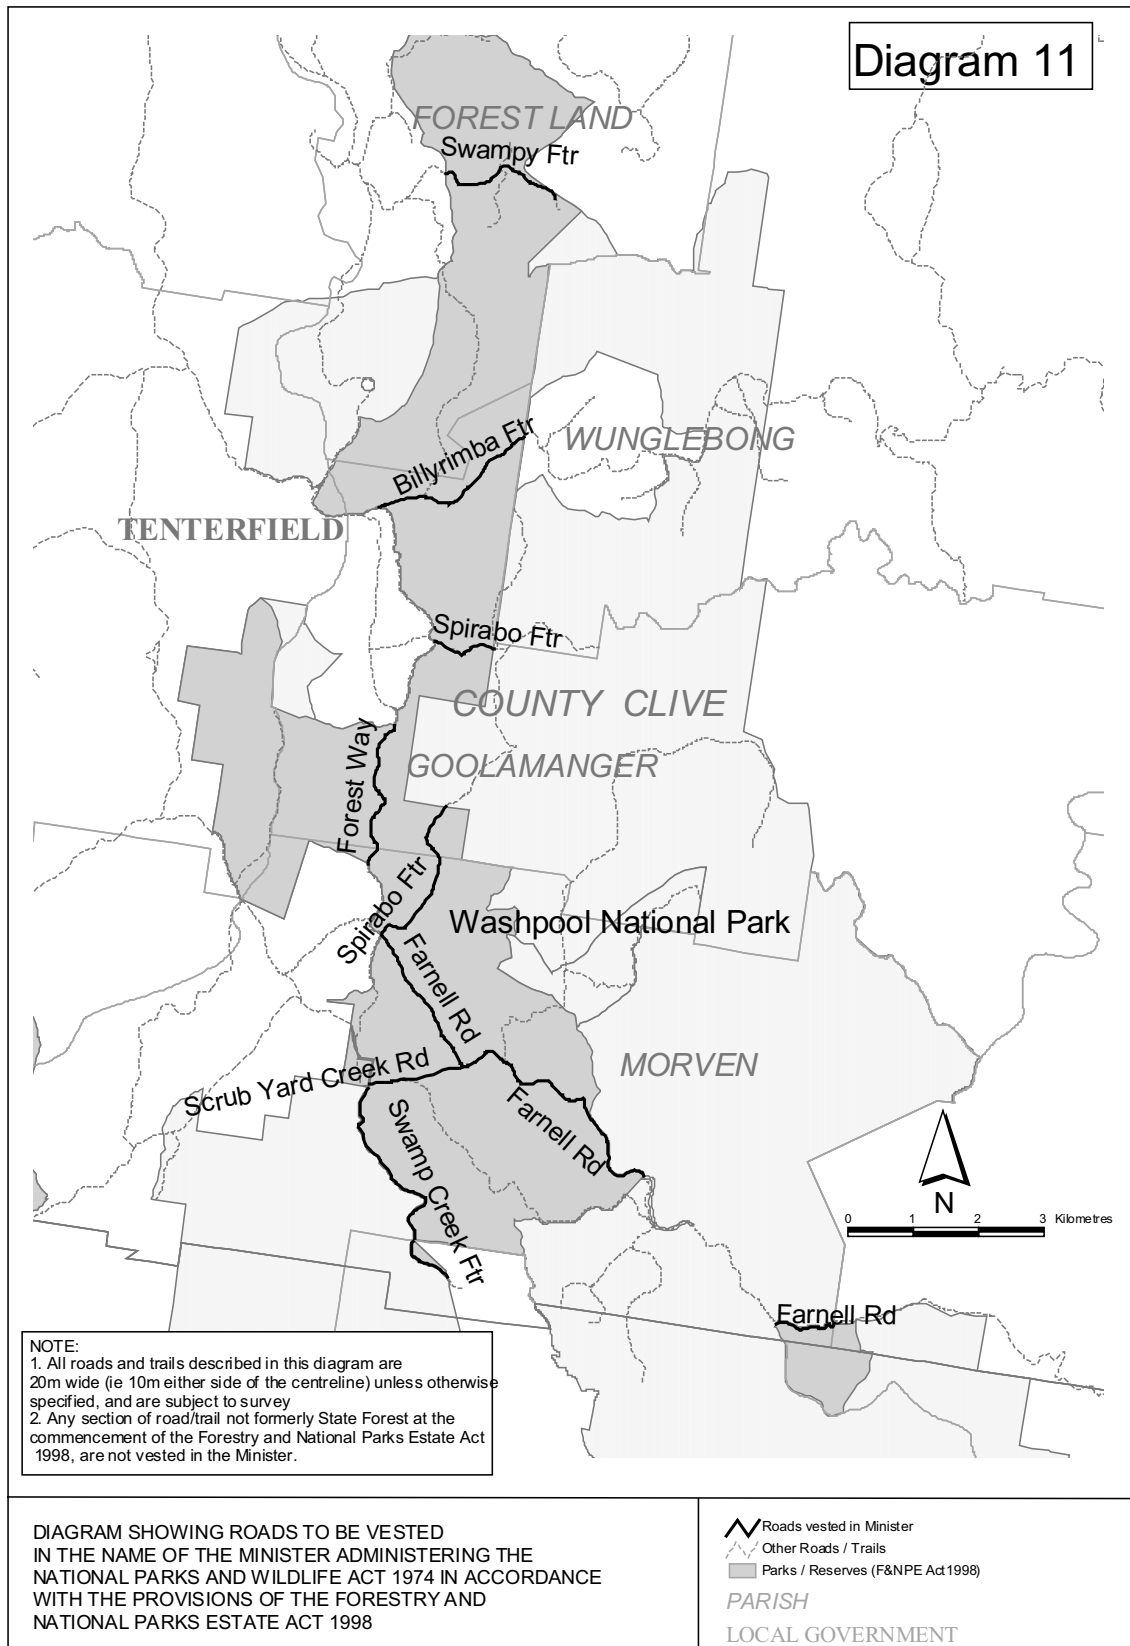 Diagram 11
FOREST LAND
Swampy Ftr
Billyrimba Ftr
WUNGLEBONG
TENTERFIELD
Spirabo Ftr
COUNTY CLIVE
Forest Way
GOOLAMANGER
Spirabo Ftr
Washpool National Park
Farnell Rd
Scrub Yard Creek Rd
MORVEN
Farnell Rd
Swamp Creek Ftr
N
0 1 2 3 Kilometres
Farnell Rd
NOTE:
1. All roads and trails described in this diagram are
20m wide (ie 10m either side of the centreline) unless otherwise
specified, and are subject to survey
2. Any section of road/trail not formerly State Forest at the
commencement of the Forestry and National Parks Estate Act
1998, are not vested in the Minister.
DIAGRAM SHOWING ROADS TO BE VESTED
IN THE NAME OF THE MINISTER ADMINISTERING THE
NATIONAL PARKS AND WILDLIFE ACT 1974 IN ACCORDANCE
WITH THE PROVISIONS OF THE FORESTRY AND
NATIONAL PARKS ESTATE ACT 1998
Roads vested in Minister
Other Roads / Trails
Parks / Reserves (F&NPE Act1998)
PARISH
LOCAL GOVERNMENT